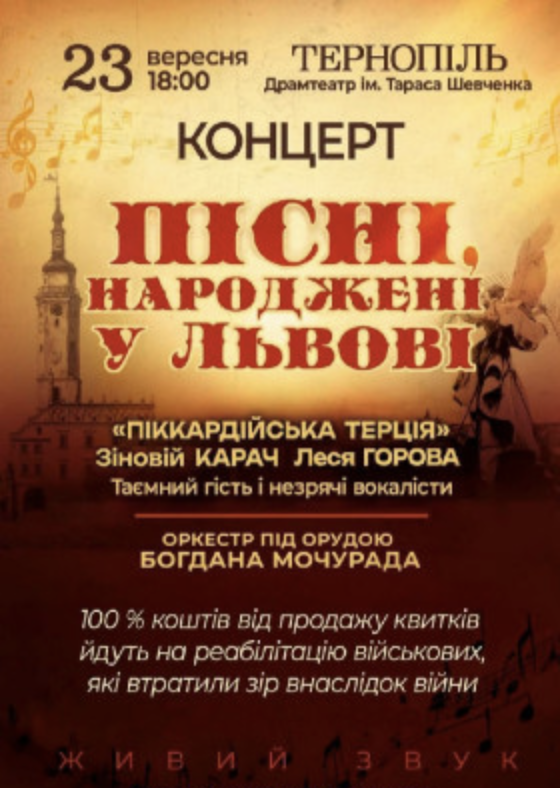 23 вересня
18:00
ТЕРНОПІЛЬ
Драмтеатр ім. Тараса Шевченка
КОНЦЕРТ
ПІСНІ,
НАРОДЖЕНІ
У ЛЬВОВІ
«ПІККАРДІЙСЬКА ТЕРЦІЯ»
Зіновій КАРАЧ Леся ГОРОВА
Таємний гість і незрячі вокалісти
ОРКЕСТР ПІД ОРУДОЮ
БОГДАНА МОЧУРАДА
100 % коштів від продажу квитків
йдуть на реабілітацію військових,
які втратили зір внаслідок війни
ЖИВИЙ ЗВУК